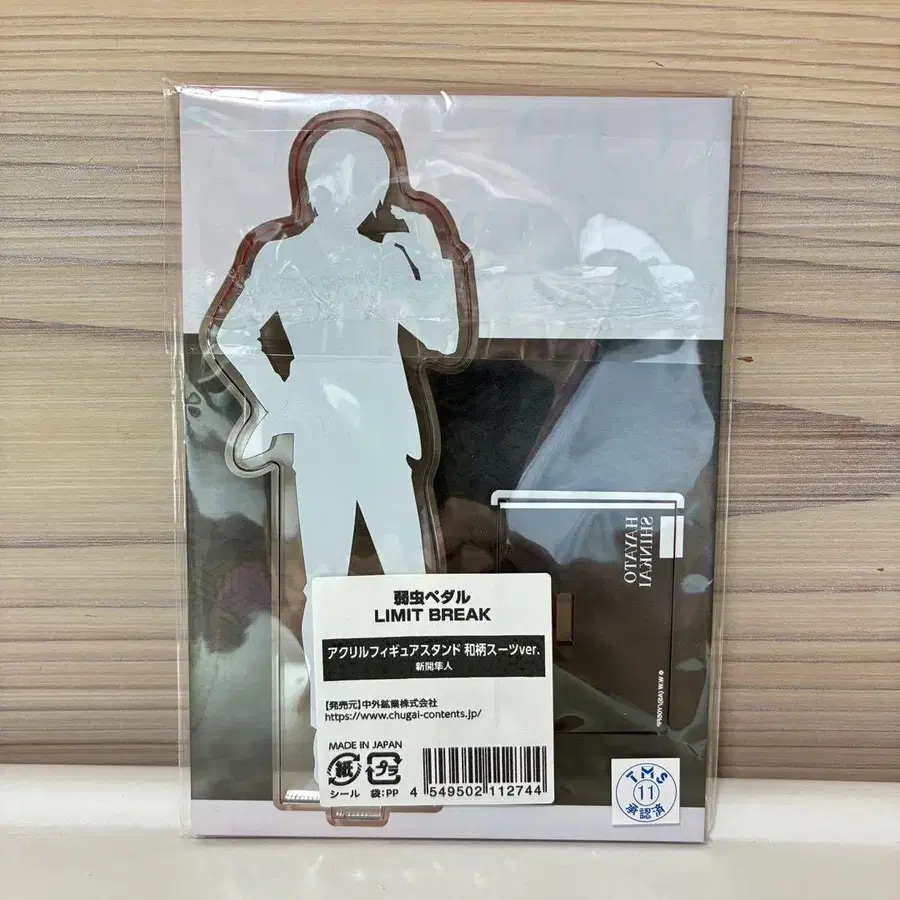 SHINKAI
HAYATO
弱虫ペダル
LIMIT BREAK
アクリルフィギュアスタンド 和柄スーツver.
新開隼人
【発売元】中外鉱業株式会社
https://www.chugai-contents.jp/
MADE IN JAPAN
紙
プラ
シール 袋:PP
4 549502 112744
TMS
11
承認済